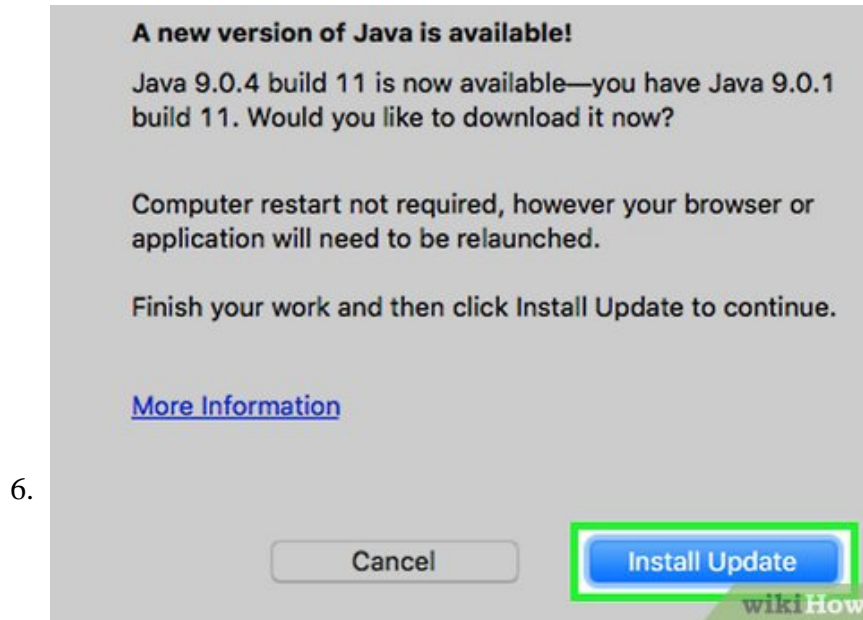 A new version of Java is available!
Java 9.0.4 build 11 is now available—you have Java 9.0.1
build 11. Would you like to download it now?
Computer restart not required, however your browser or
application will need to be relaunched.
Finish your work and then click Install Update to continue.
More Information
6.
Cancel
Install Update
wikiHow